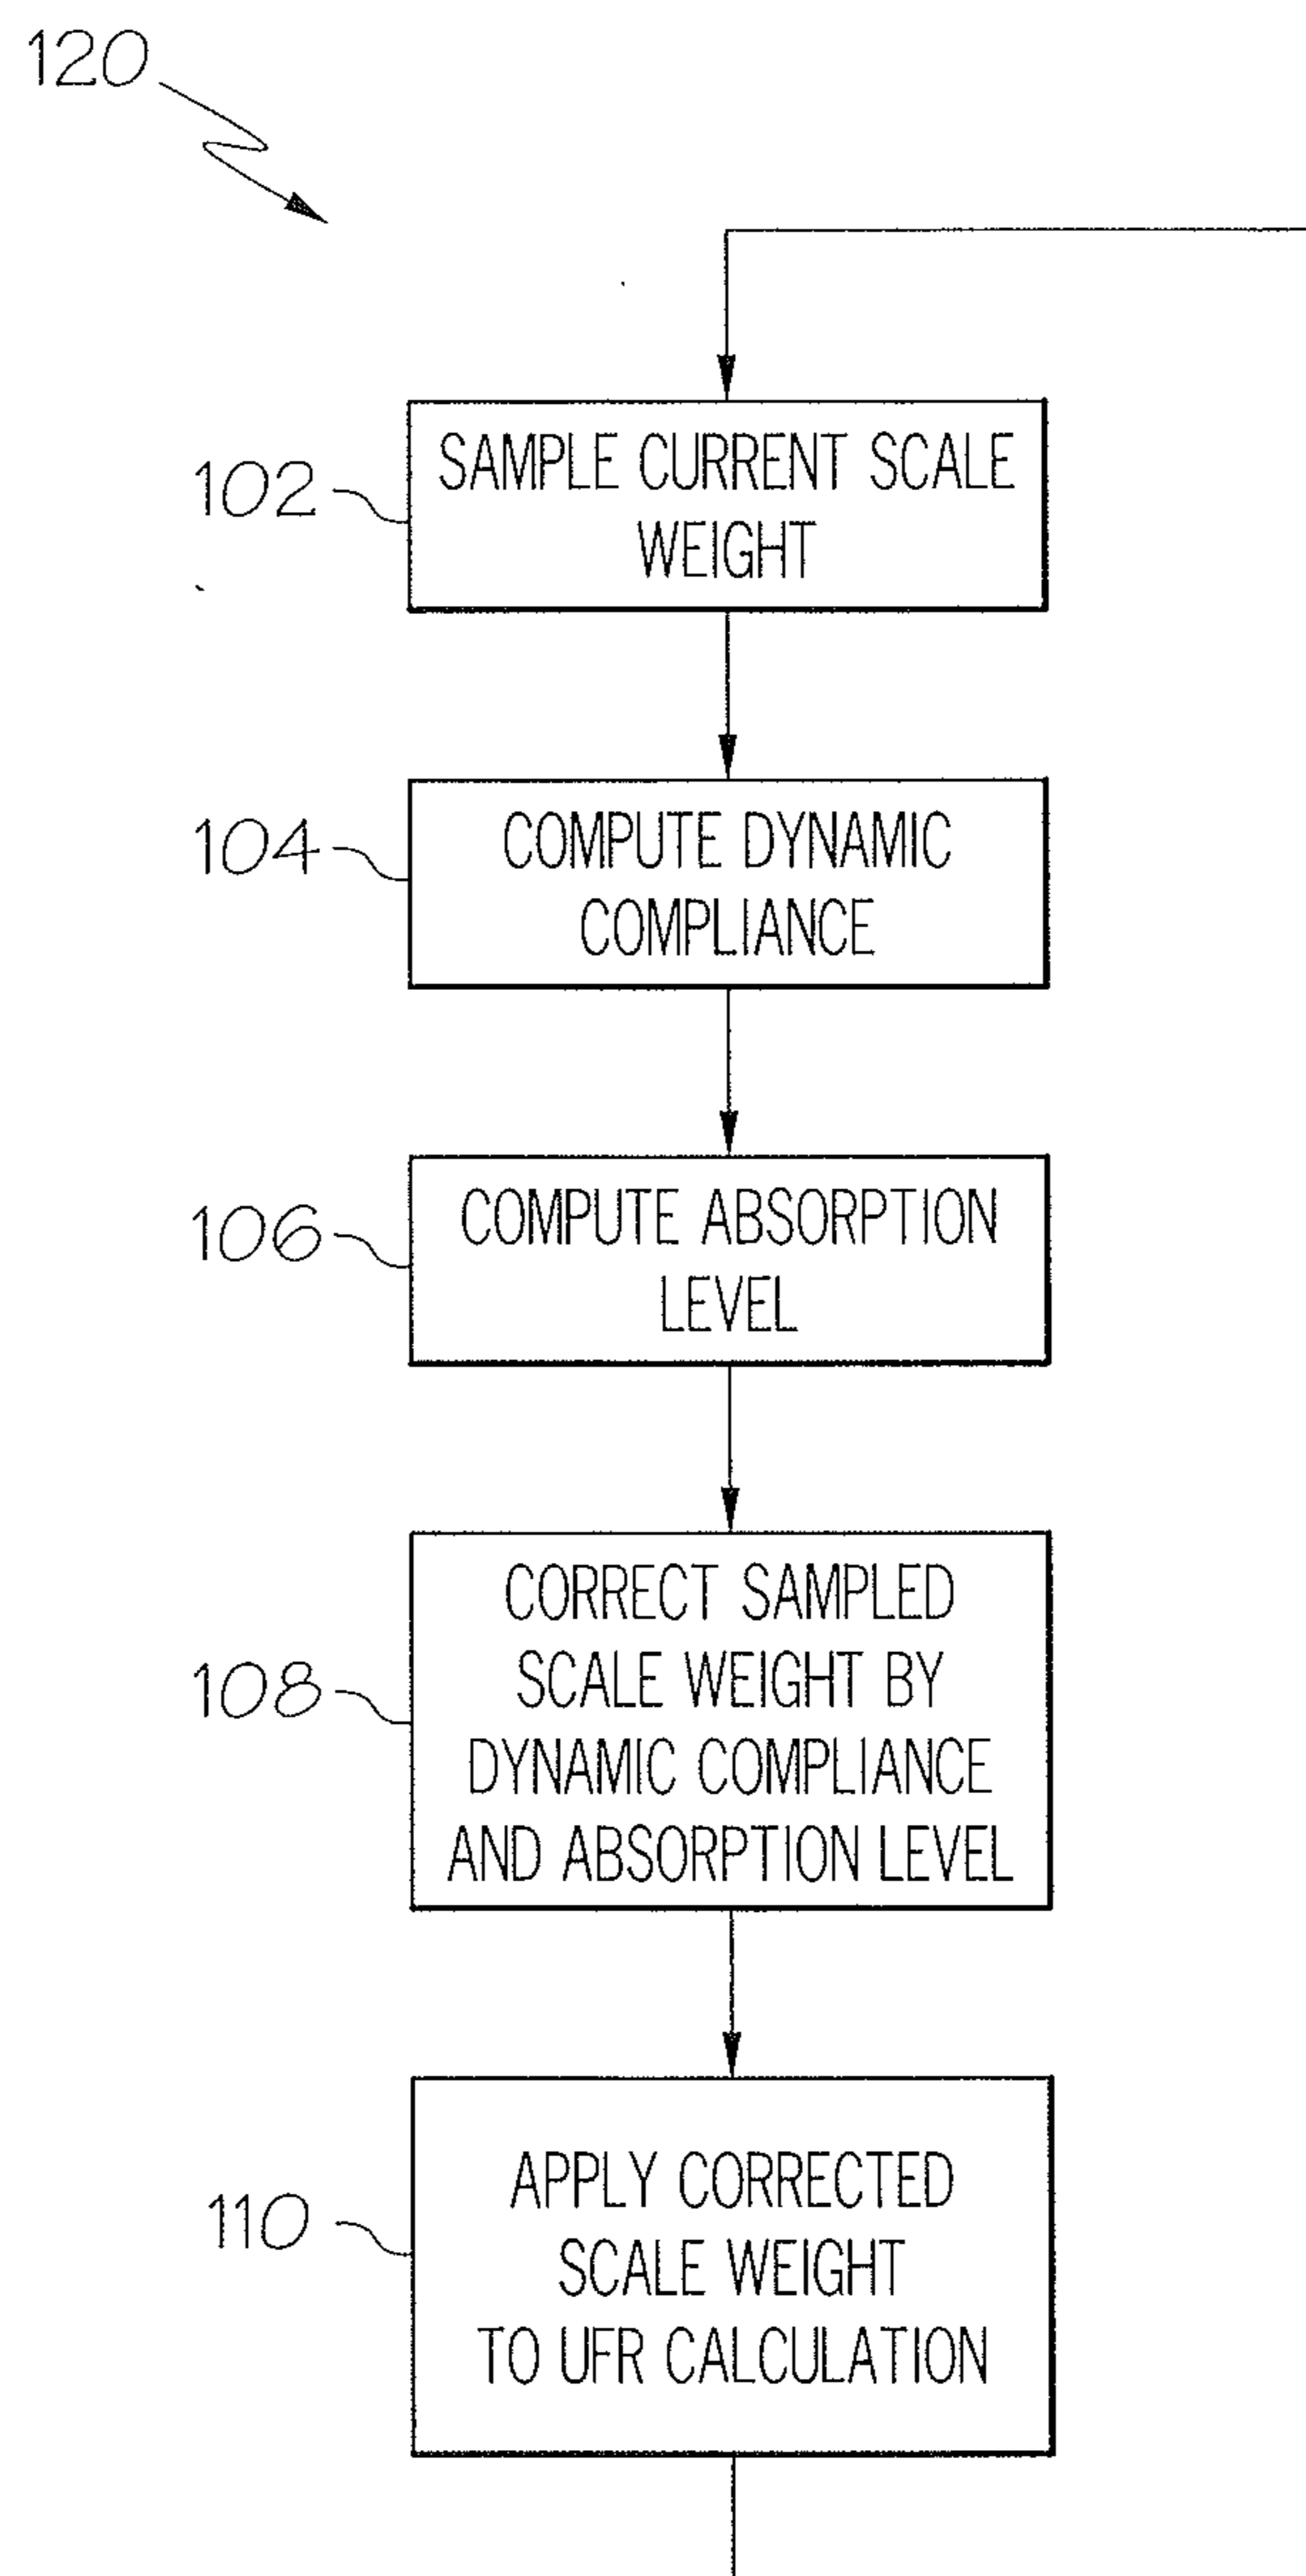 120
102
SAMPLE CURRENT SCALE
WEIGHT
104
COMPUTE DYNAMIC
COMPLIANCE
106
COMPUTE ABSORPTION
LEVEL
108
CORRECT SAMPLED
SCALE WEIGHT BY
DYNAMIC COMPLIANCE
AND ABSORPTION LEVEL
110
APPLY CORRECTED
SCALE WEIGHT
TO UFR CALCULATION